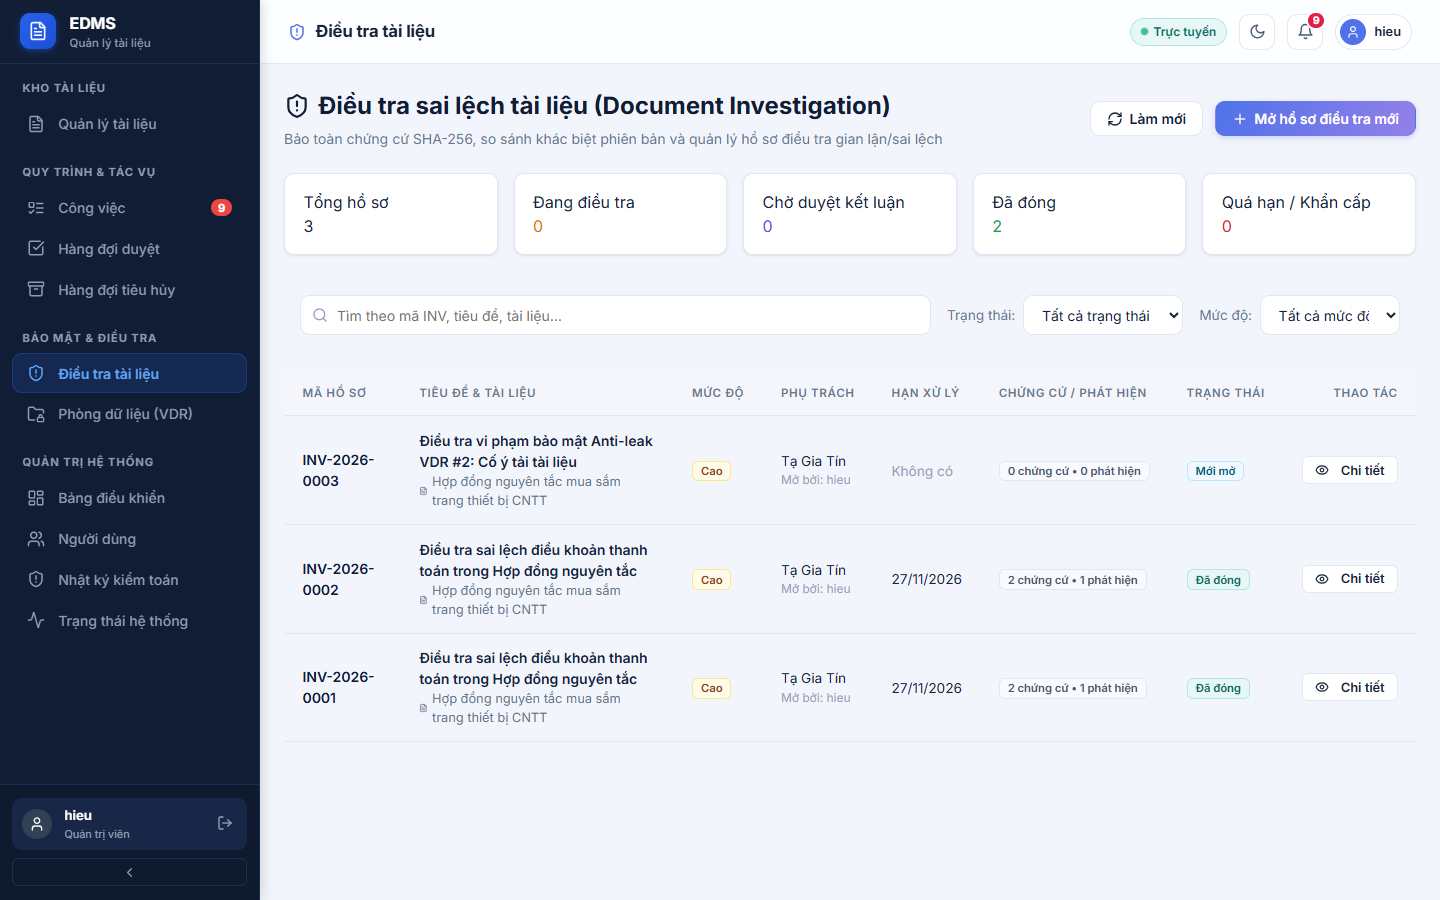 EDMS
Quản lý tài liệu
KHO TÀI LIỆU
Quản lý tài liệu
QUY TRÌNH & TÁC VỤ
Công việc
9
Hàng đợi duyệt
Hàng đợi tiêu hủy
BẢO MẬT & ĐIỀU TRA
Điều tra tài liệu
Phòng dữ liệu (VDR)
QUẢN TRỊ HỆ THỐNG
Bảng điều khiển
Người dùng
Nhật ký kiểm toán
Trạng thái hệ thống
hieu
Quản trị viên
Điều tra tài liệu
Trực tuyến
9
hieu
Điều tra sai lệch tài liệu (Document Investigation)
Bảo toàn chứng cứ SHA-256, so sánh khác biệt phiên bản và quản lý hồ sơ điều tra gian lận/sai lệch
Làm mới
Mở hồ sơ điều tra mới
Tổng hồ sơ
3
Đang điều tra
0
Chờ duyệt kết luận
0
Đã đóng
2
Quá hạn / Khẩn cấp
0
Tìm theo mã INV, tiêu đề, tài liệu...
Trạng thái:
Tất cả trạng thái
Mức độ:
Tất cả mức độ
MÃ HỒ SƠ
TIÊU ĐỀ & TÀI LIỆU
MỨC ĐỘ
PHỤ TRÁCH
HẠN XỬ LÝ
CHỨNG CỨ / PHÁT HIỆN
TRẠNG THÁI
THAO TÁC
INV-2026-
0003
Điều tra vi phạm bảo mật Anti-leak
VDR #2: Cố ý tải tài liệu
Hợp đồng nguyên tắc mua sắm
trang thiết bị CNTT
Cao
Tạ Gia Tín
Mở bởi: hieu
Không có
0 chứng cứ • 0 phát hiện
Mới mở
Chi tiết
INV-2026-
0002
Điều tra sai lệch điều khoản thanh
toán trong Hợp đồng nguyên tắc
Hợp đồng nguyên tắc mua sắm
trang thiết bị CNTT
Cao
Tạ Gia Tín
Mở bởi: hieu
27/11/2026
2 chứng cứ • 1 phát hiện
Đã đóng
Chi tiết
INV-2026-
0001
Điều tra sai lệch điều khoản thanh
toán trong Hợp đồng nguyên tắc
Hợp đồng nguyên tắc mua sắm
trang thiết bị CNTT
Cao
Tạ Gia Tín
Mở bởi: hieu
27/11/2026
2 chứng cứ • 1 phát hiện
Đã đóng
Chi tiết